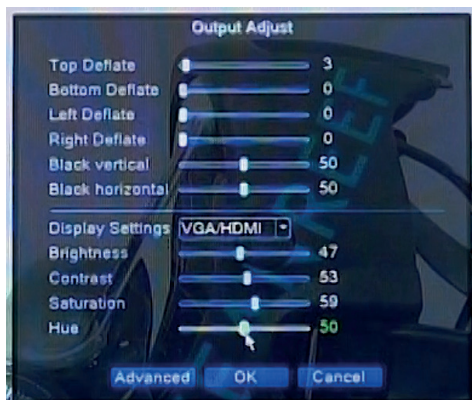 Output Adjust
Top Deflate 3
Bottom Deflate 0
Left Deflate 0
Right Deflate 0
Black vertical 50
Black horizontal 50
Display Settings VGA/HDMI
Brightness 47
Contrast 53
Saturation 59
Hue 50
Advanced OK Cancel